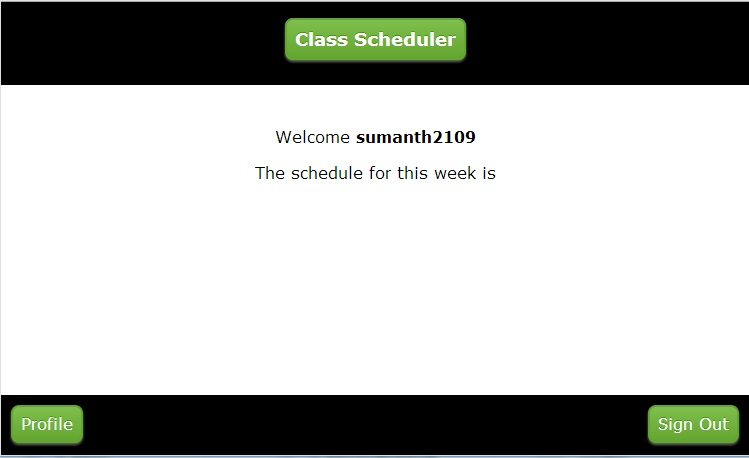 Class Scheduler
Welcome sumanth2109
The schedule for this week is
Profile
Sign Out